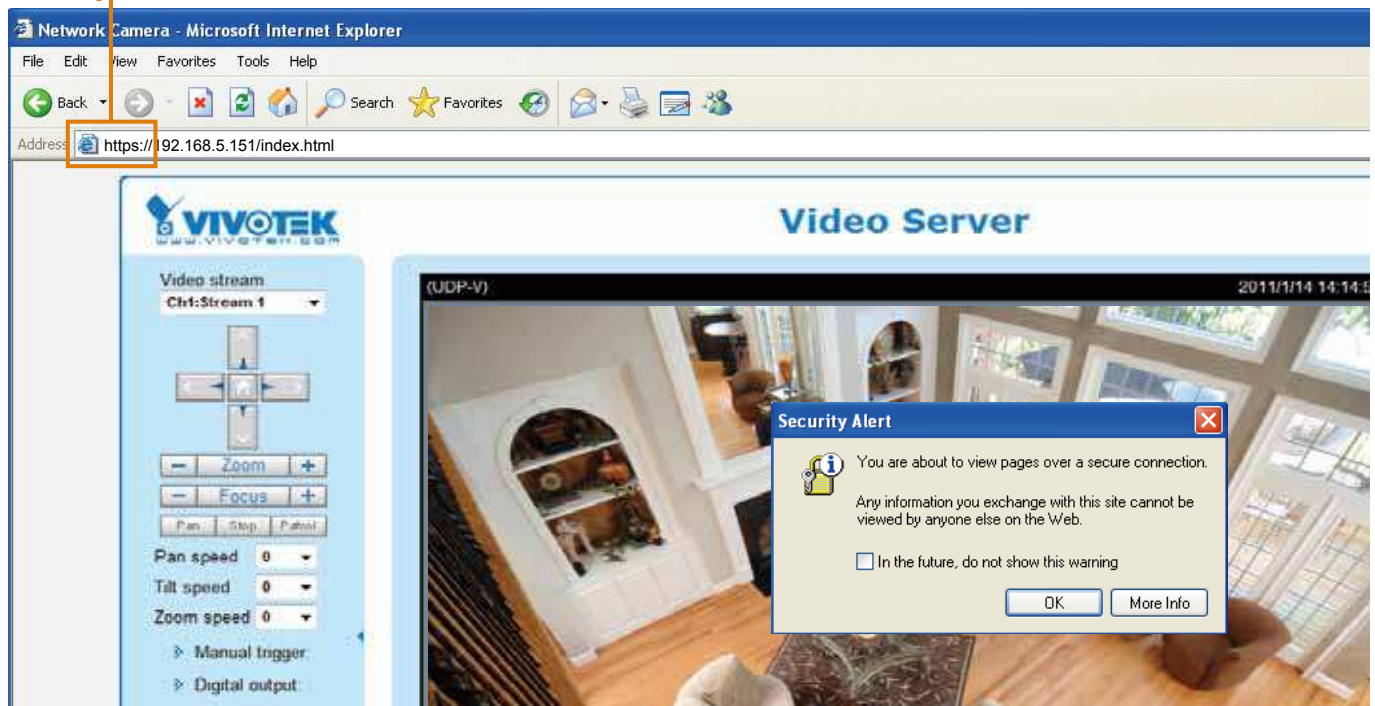 Network Camera - Microsoft Internet Explorer
File Edit View Favorites Tools Help
Back Search Favorites
Address https://192.168.5.151/index.html
VIVOTEK
www.vivotek.com
Video Server
Video stream
Ch1:Stream 1
(UDP-V) 2011/1/14 14:14:5
Zoom
Focus
Pan Stop Patrol
Pan speed 0
Tilt speed 0
Zoom speed 0
Manual trigger
Digital output
Security Alert
You are about to view pages over a secure connection.
Any information you exchange with this site cannot be
viewed by anyone else on the Web.
In the future, do not show this warning
OK More Info